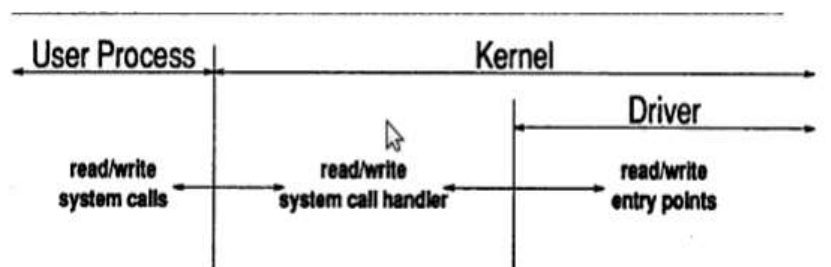 User Process
Kernel
Driver
read/write
system calls
read/write
system call handler
read/write
entry points